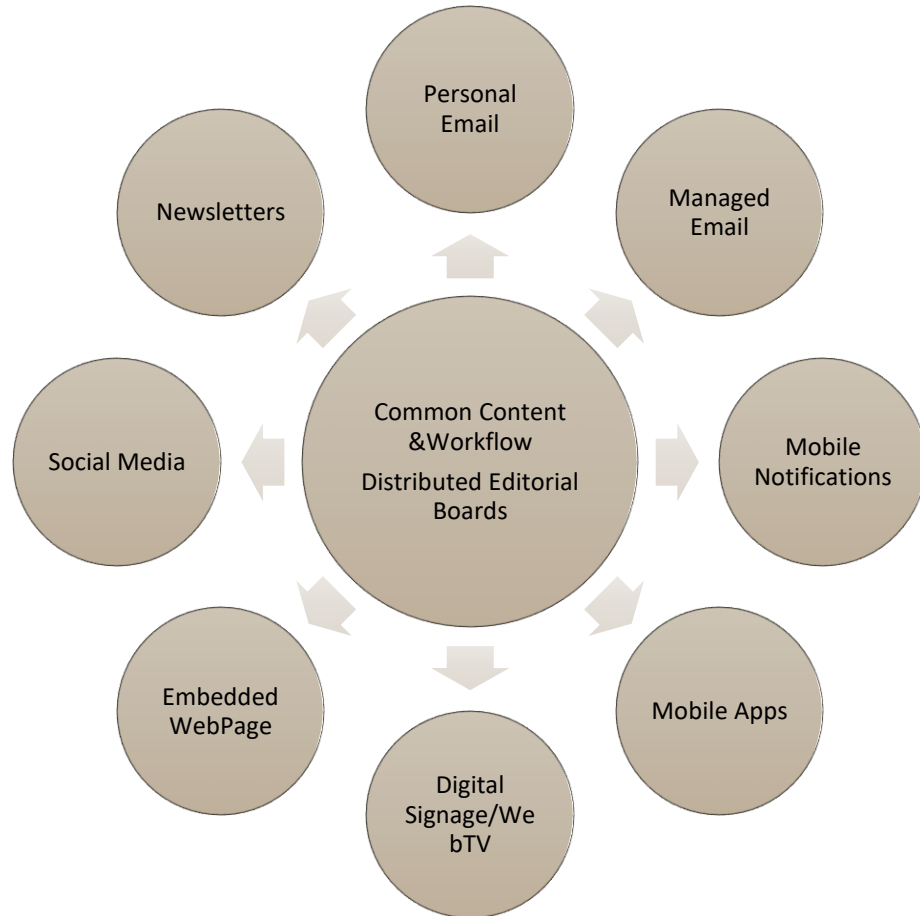 Personal
Email
Newsletters
Managed
Email
Common Content
&Workflow
Distributed Editorial
Boards
Social Media
Mobile
Notifications
Embedded
WebPage
Mobile Apps
Digital
Signage/We
bTV